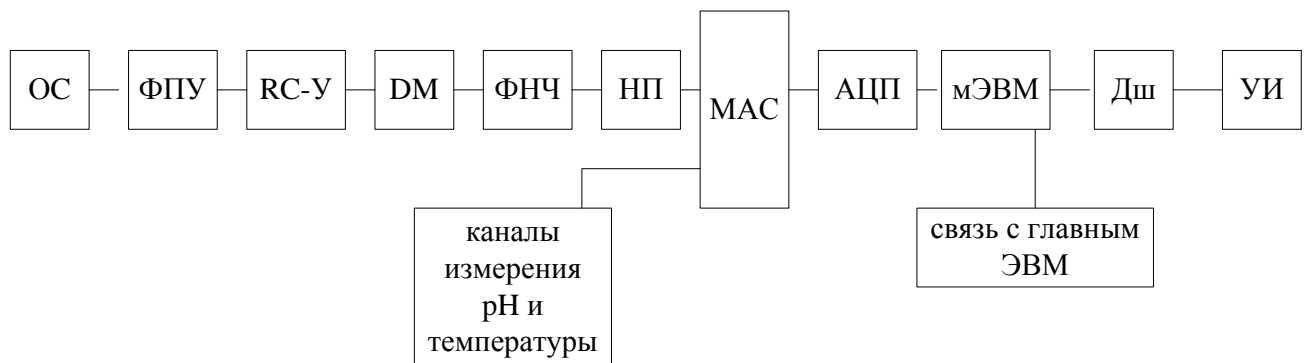 ОС
ФПУ
RC-У
DM
ФНЧ
НП
МАС
АЦП
мЭВМ
Дш
УИ
каналы
измерения
pH и
температуры
связь с главным
ЭВМ